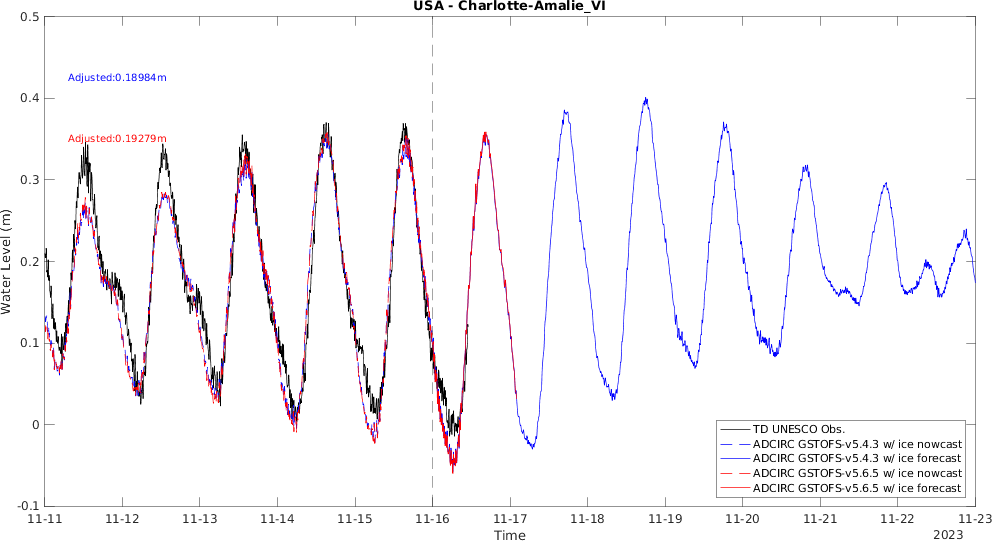 USA - Charlotte-Amalie_VI
0.5
0.4
0.3
0.2
0.1
0
-0.1
Water Level (m)
Adjusted:0.18984m
Adjusted:0.19279m
TD UNESCO Obs.
ADCIRC GSTOFS-v5.4.3 w/ ice nowcast
ADCIRC GSTOFS-v5.4.3 w/ ice forecast
ADCIRC GSTOFS-v5.6.5 w/ ice nowcast
ADCIRC GSTOFS-v5.6.5 w/ ice forecast
11-11 11-12 11-13 11-14 11-15 11-16 11-17 11-18 11-19 11-20 11-21 11-22 11-23
Time
2023